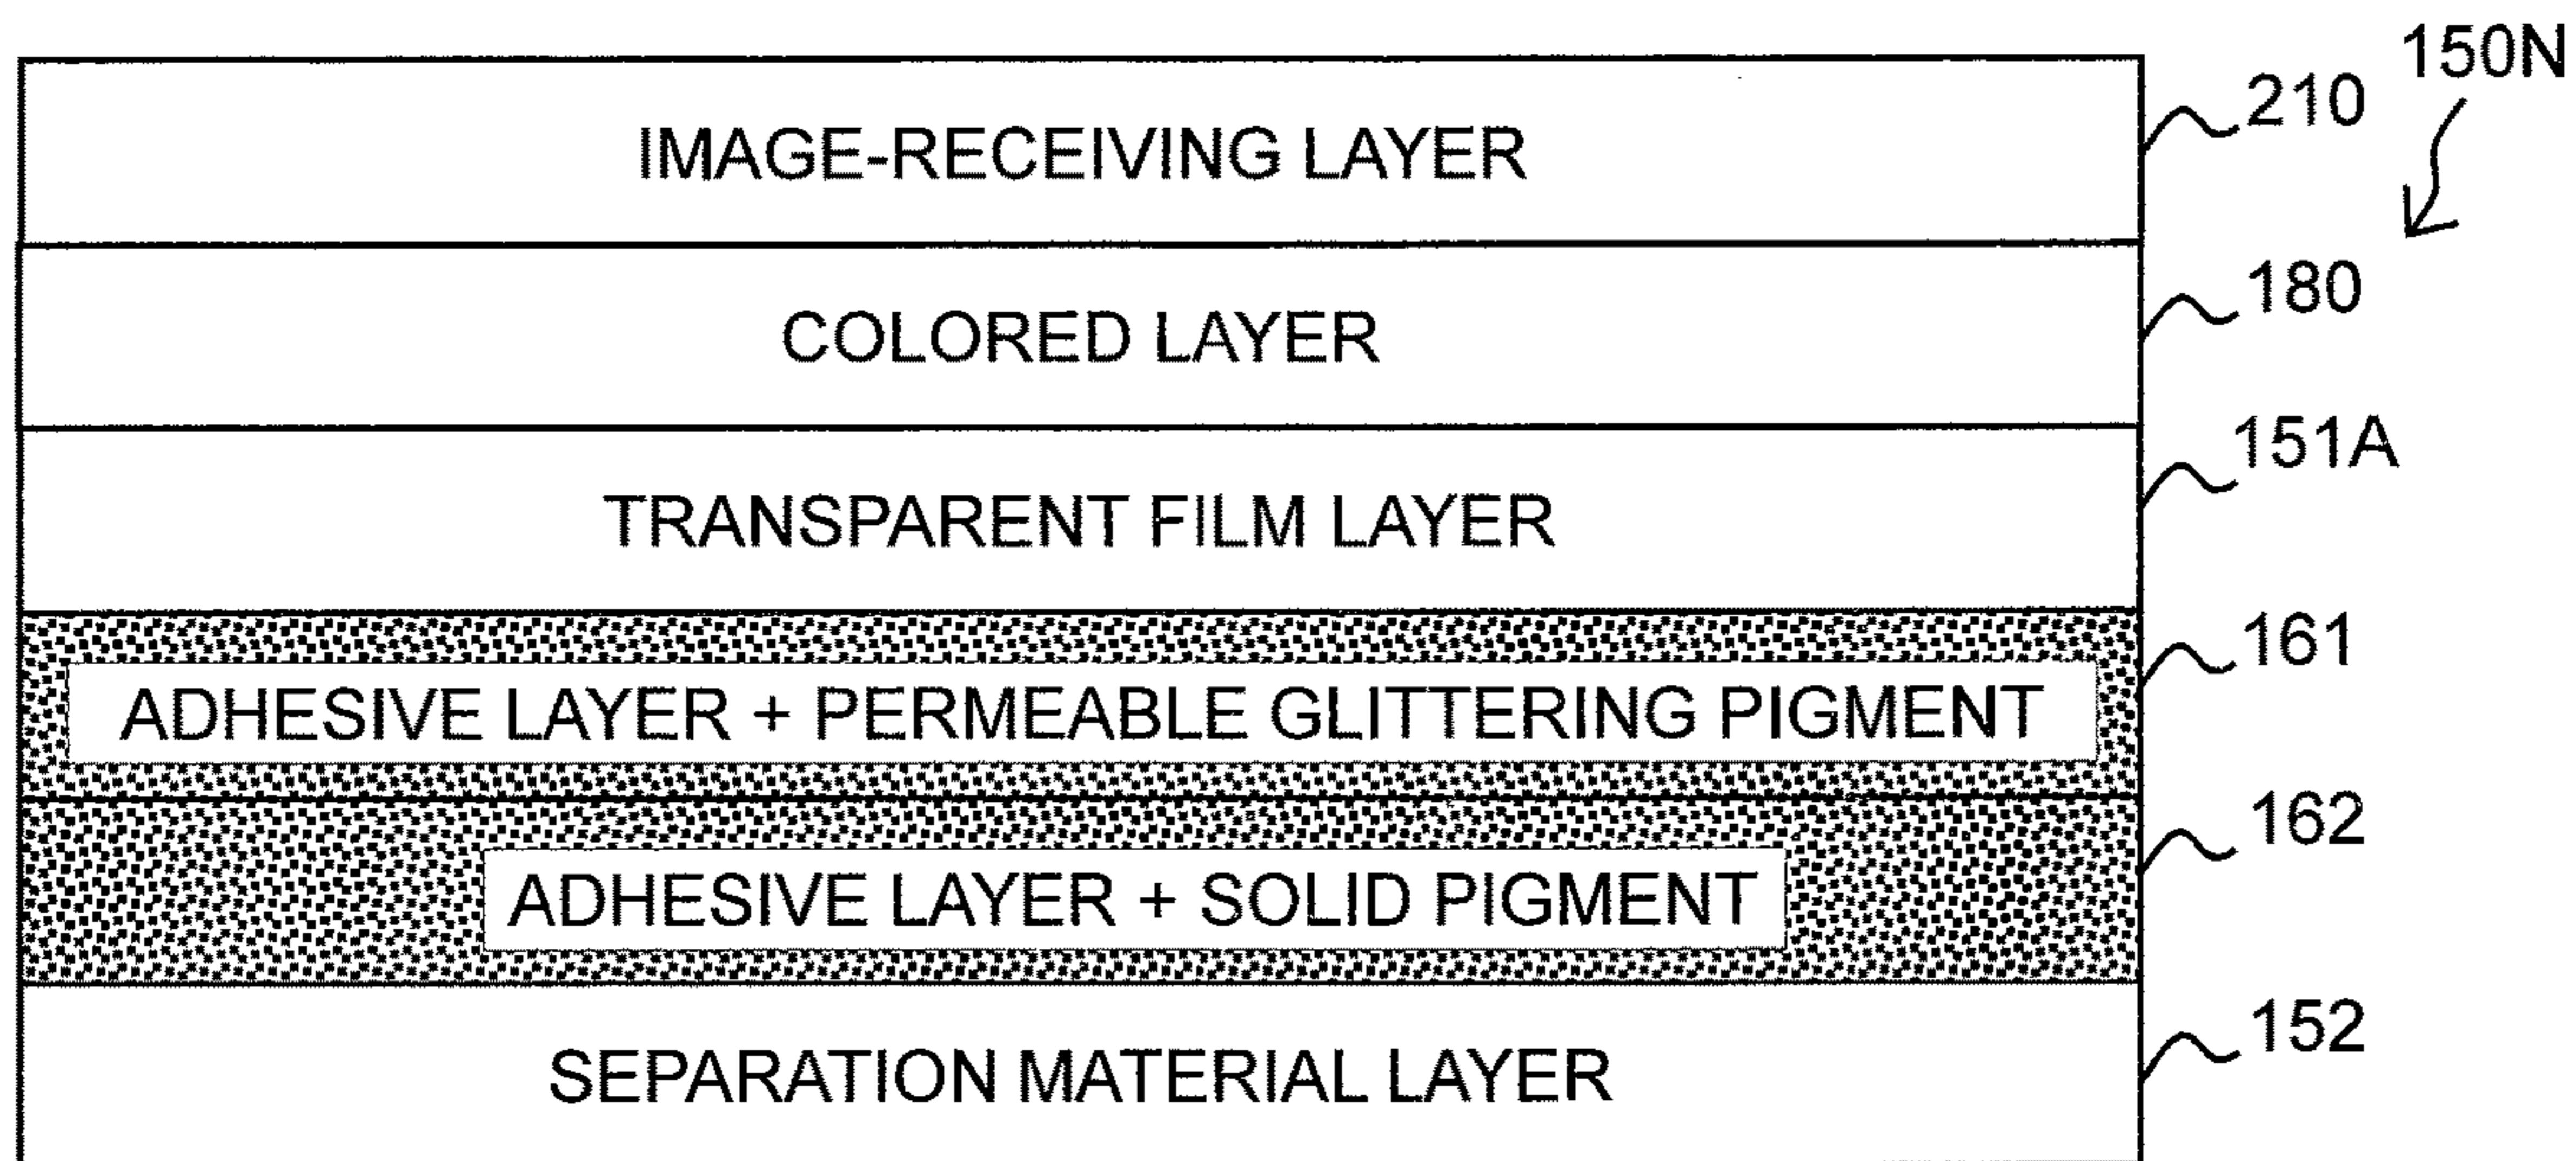 150N
IMAGE-RECEIVING LAYER 210
COLORED LAYER 180
TRANSPARENT FILM LAYER 151A
ADHESIVE LAYER + PERMEABLE GLITTERING PIGMENT 161
ADHESIVE LAYER + SOLID PIGMENT 162
SEPARATION MATERIAL LAYER 152